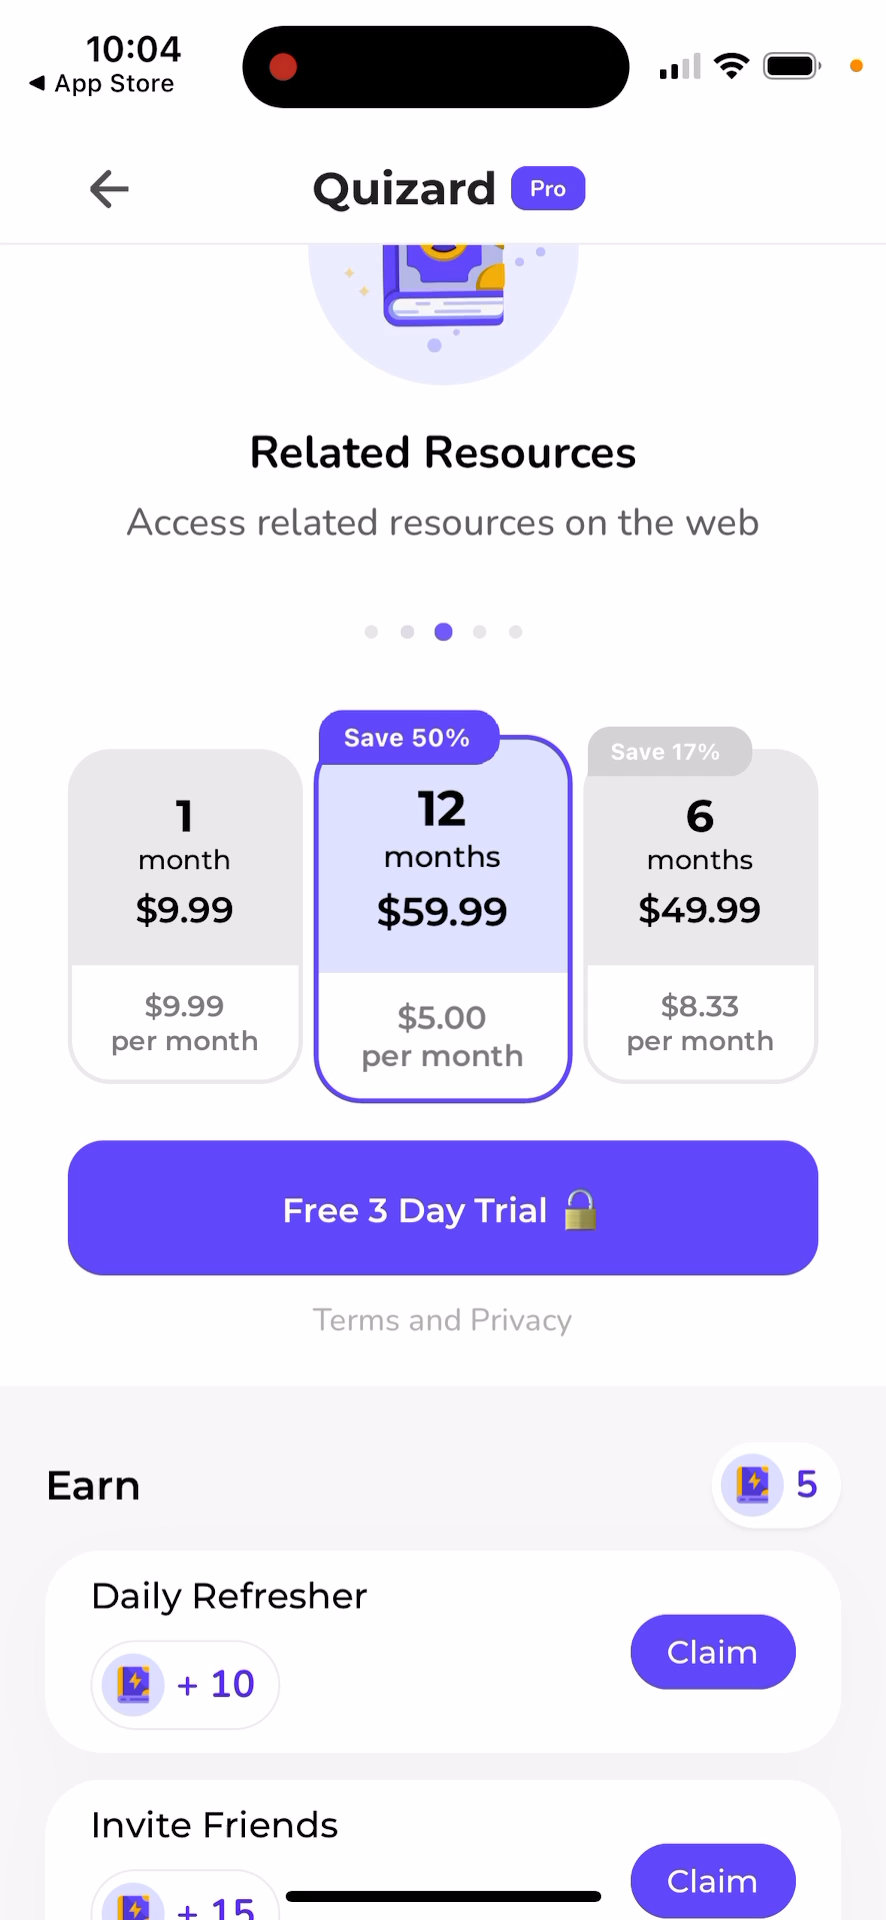 10:04
◀ App Store
Quizard Pro
Related Resources
Access related resources on the web
Save 50%
Save 17%
1
month
$9.99
$9.99
per month
12
months
$59.99
$5.00
per month
6
months
$49.99
$8.33
per month
Free 3 Day Trial 🔓
Terms and Privacy
Earn
5
Daily Refresher
+ 10
Claim
Invite Friends
+ 15
Claim